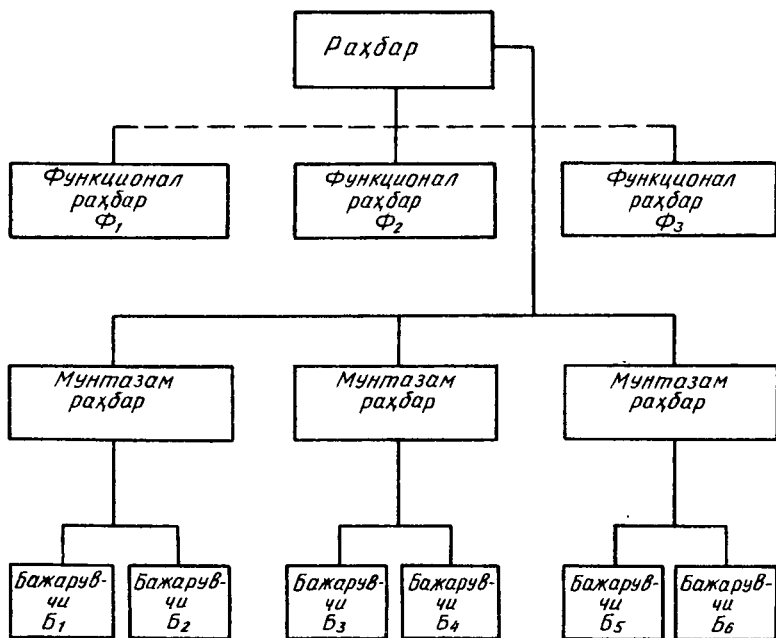 Раҳбар
Функционал
раҳбар
Ф₁
Функционал
раҳбар
Ф₂
Функционал
раҳбар
Ф₃
Мунтазам
раҳбар
Мунтазам
раҳбар
Мунтазам
раҳбар
Бажарув-
чи
Б₁
Бажарув-
чи
Б₂
Бажарув-
чи
Б₃
Бажарув-
чи
Б₄
Бажарув-
чи
Б₅
Бажарув-
чи
Б₆